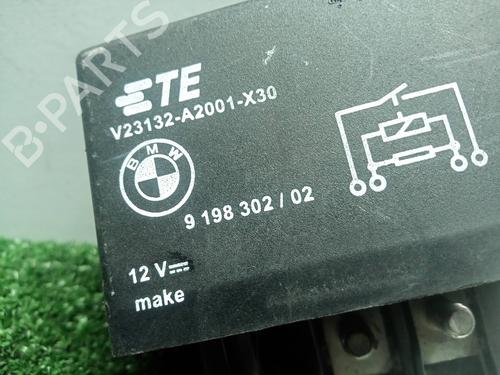 B-PARTS
TE
V23132-A2001-X30
BMW
9 198 302 / 02
12 V
make